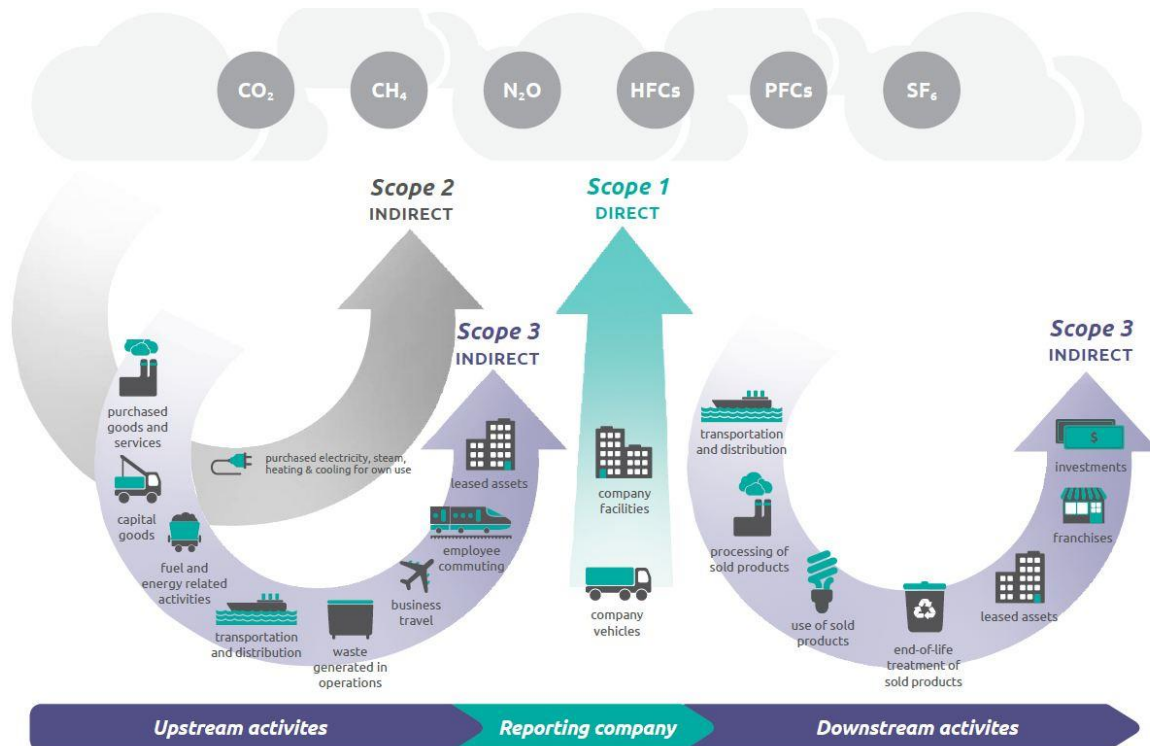 CO₂
CH₄
N₂O
HFCs
PFCs
SF₆
Scope 2
INDIRECT
Scope 1
DIRECT
Scope 3
INDIRECT
Scope 3
INDIRECT
purchased
goods and
services
capital
goods
fuel and
energy related
activities
transportation
and distribution
waste
generated in
operations
business
travel
employee
commuting
leased assets
purchased electricity, steam,
heating & cooling for own use
company
facilities
company
vehicles
transportation
and distribution
processing of
sold products
use of sold
products
end-of-life
treatment of
sold products
leased assets
franchises
$
investments
Upstream activites
Reporting company
Downstream activites